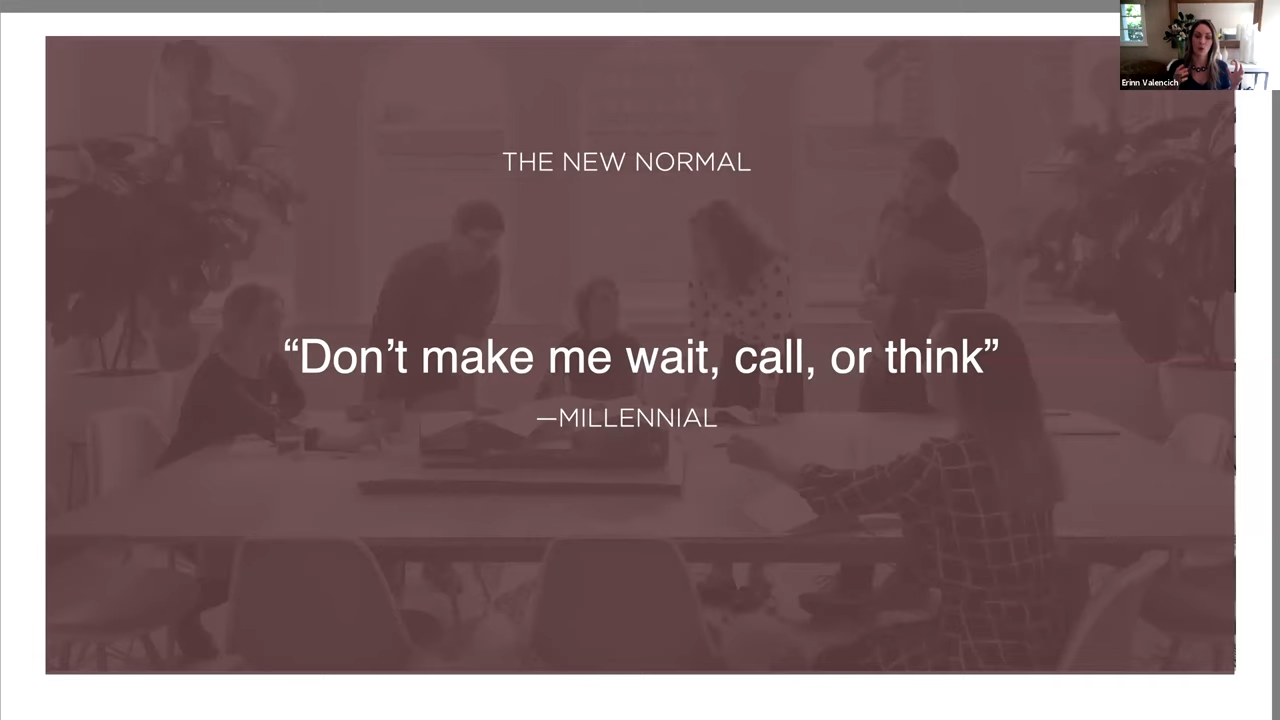 Erinn Valencich
THE NEW NORMAL
“Don’t make me wait, call, or think”
—MILLENNIAL